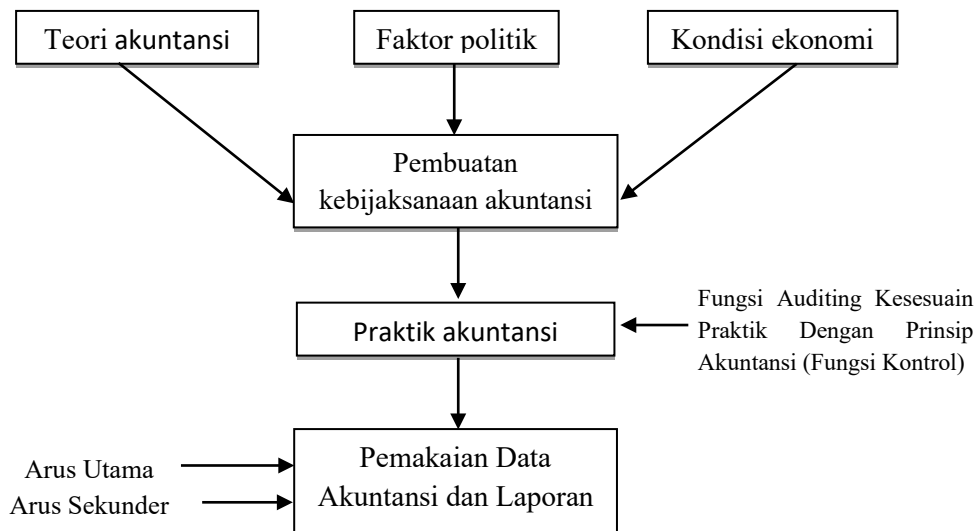 Teori akuntansi
Faktor politik
Kondisi ekonomi
Pembuatan
kebijaksanaan akuntansi
Praktik akuntansi
Fungsi Auditing Kesesuain
Praktik Dengan Prinsip
Akuntansi (Fungsi Kontrol)
Pemakaian Data
Akuntansi dan Laporan
Arus Utama
Arus Sekunder